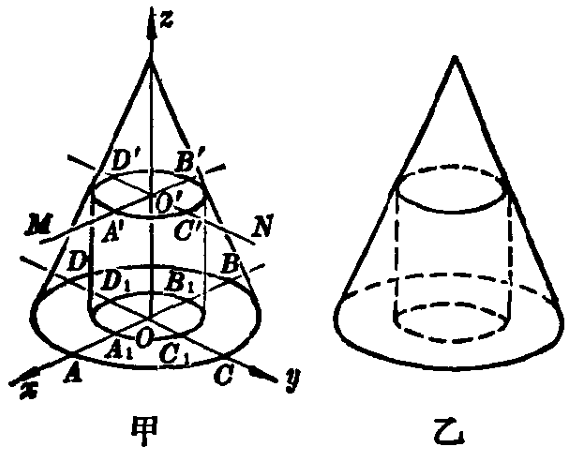 z
D′ B′
O′
M A′ C′ N
D D₁ B₁ B
O
A₁ C₁
x A C y
甲 乙